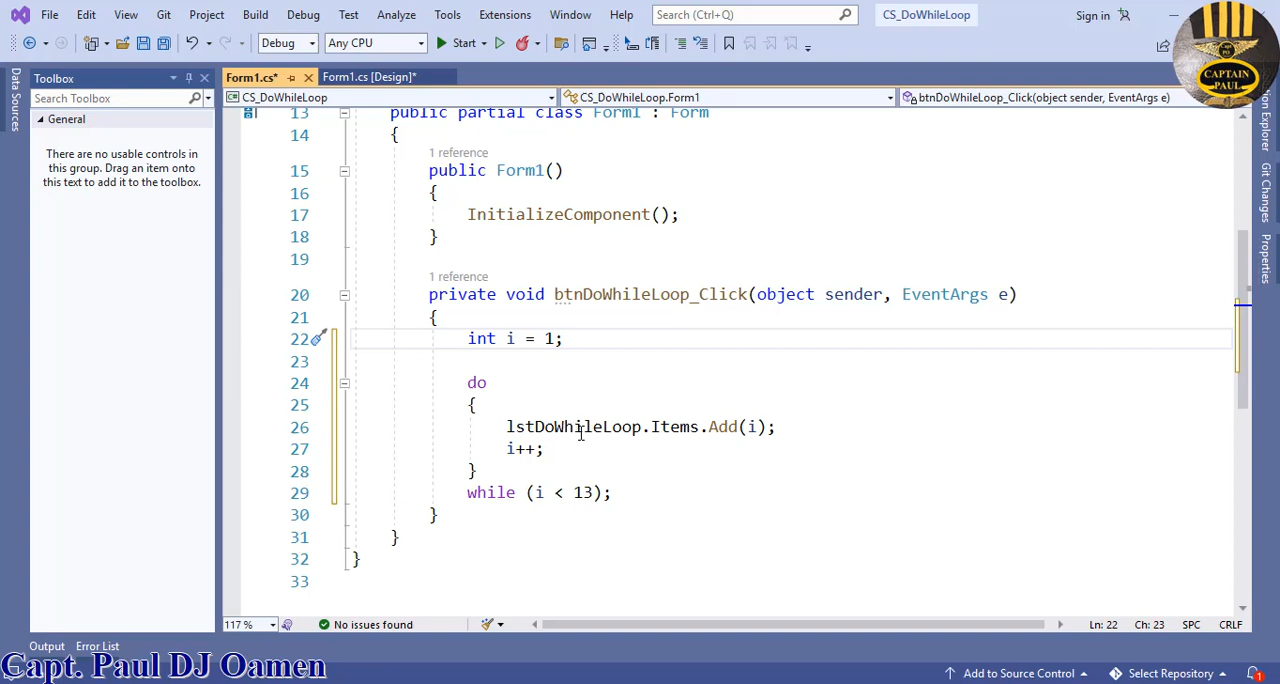 File Edit View Git Project Build Debug Test Analyze Tools Extensions Window Help Search (Ctrl+Q) CS_DoWhileLoop Sign in
Debug Any CPU Start
CAPTAIN
PAUL
Data Sources
Toolbox
Search Toolbox
General
There are no usable controls in
this group. Drag an item onto
this text to add it to the toolbox.
Form1.cs* Form1.cs [Design]*
CS_DoWhileLoop CS_DoWhileLoop.Form1 btnDoWhileLoop_Click(object sender, EventArgs e)
13 public partial class Form1 : Form
14 {
1 reference
15 public Form1()
16 {
17 InitializeComponent();
18 }
19
1 reference
20 private void btnDoWhileLoop_Click(object sender, EventArgs e)
21 {
22 int i = 1;
23
24 do
25 {
26 lstDoWhileLoop.Items.Add(i);
27 i++;
28 }
29 while (i < 13);
30 }
31 }
32 }
33
Git Changes
Properties
117 % No issues found Ln: 22 Ch: 23 SPC CRLF
Output Error List
Capt. Paul DJ Oamen
Add to Source Control Select Repository 1